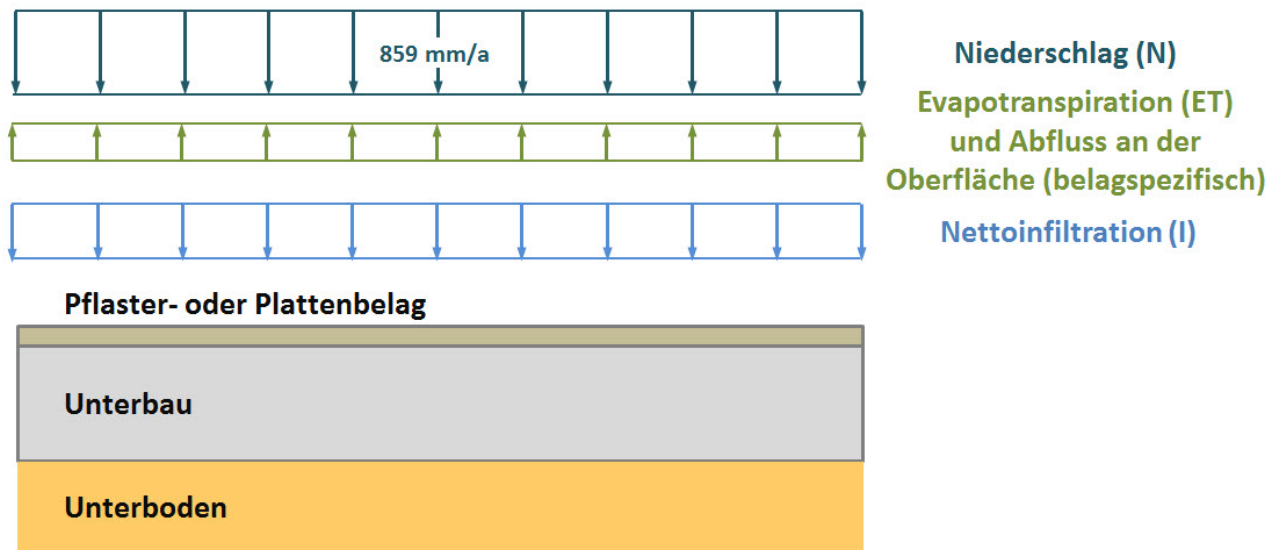 859 mm/a
Niederschlag (N)
Evapotranspiration (ET)
und Abfluss an der
Oberfläche (belagspezifisch)
Nettoinfiltration (I)
Pflaster- oder Plattenbelag
Unterbau
Unterboden